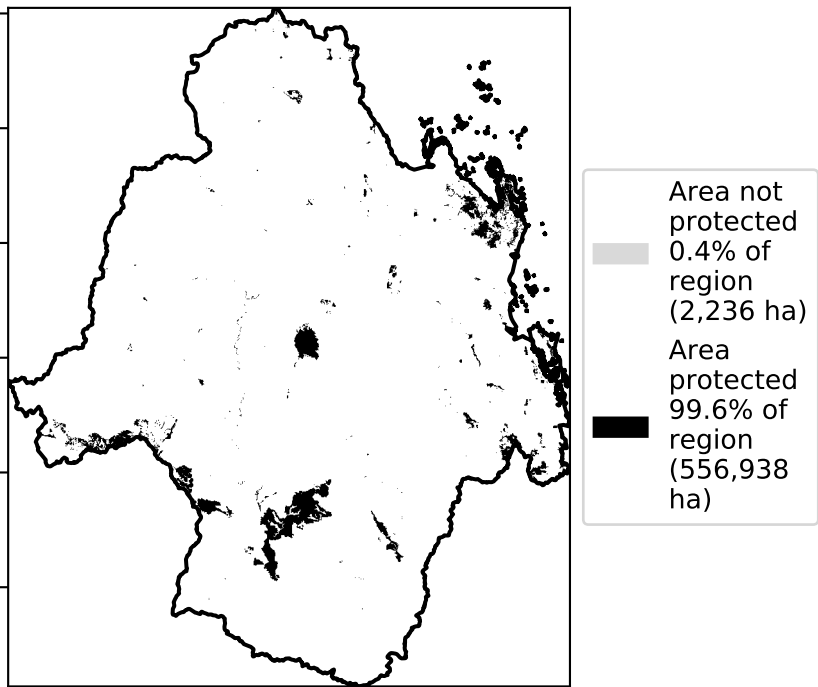 Area not
protected
0.4% of
region
(2,236 ha)
Area
protected
99.6% of
region
(556,938
ha)